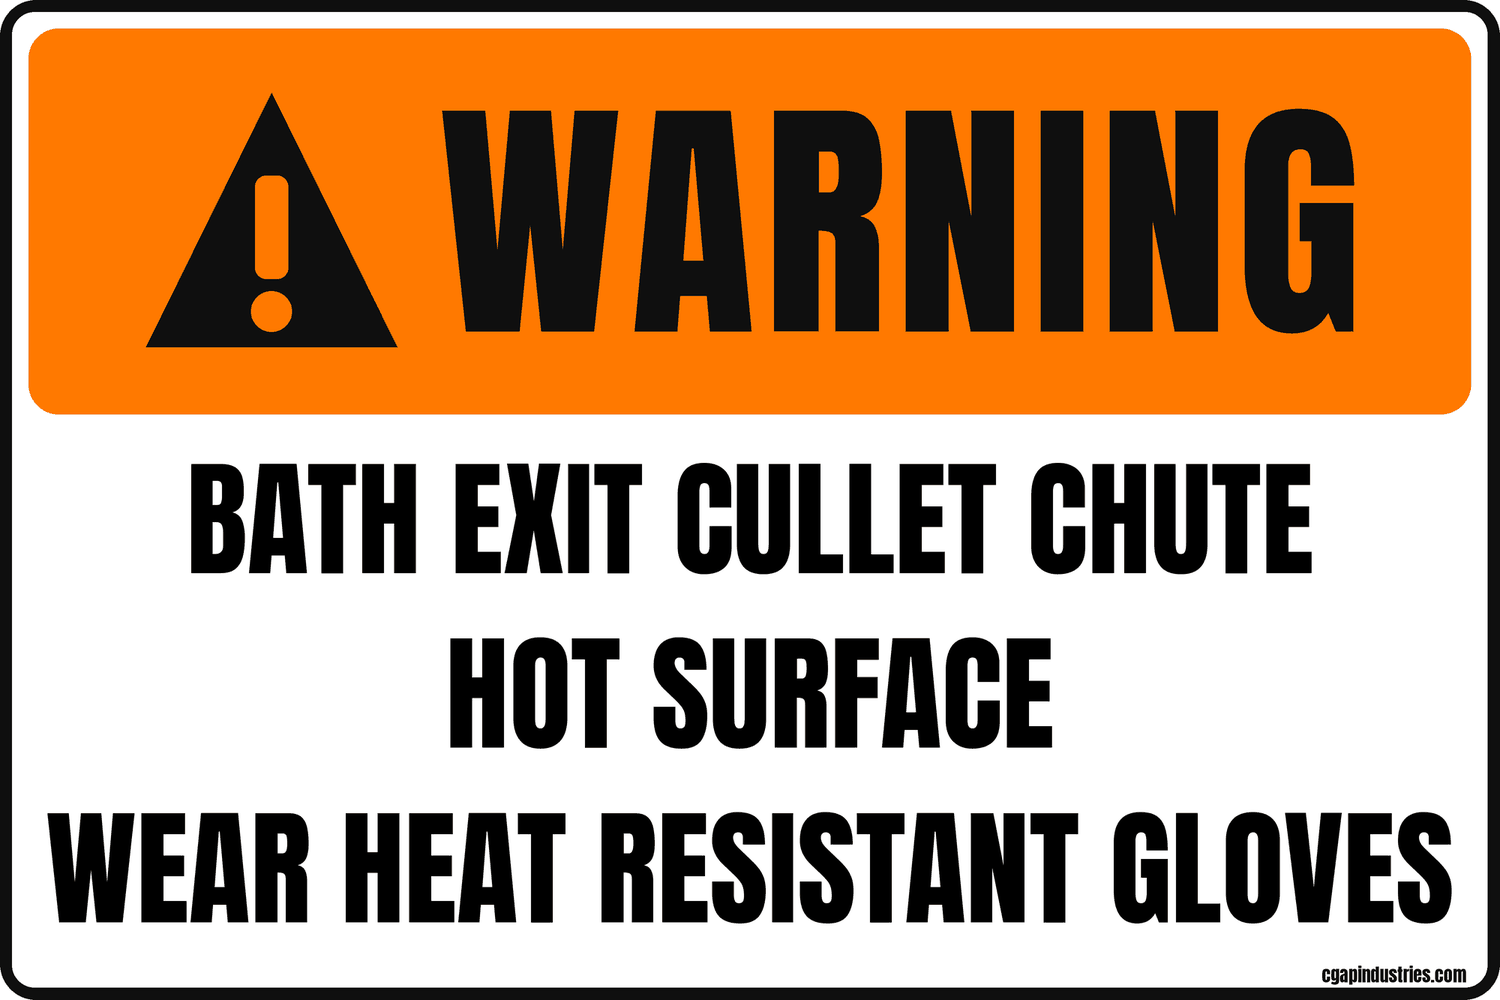 WARNING
BATH EXIT CULLET CHUTE
HOT SURFACE
WEAR HEAT RESISTANT GLOVES
cgapindustries.com